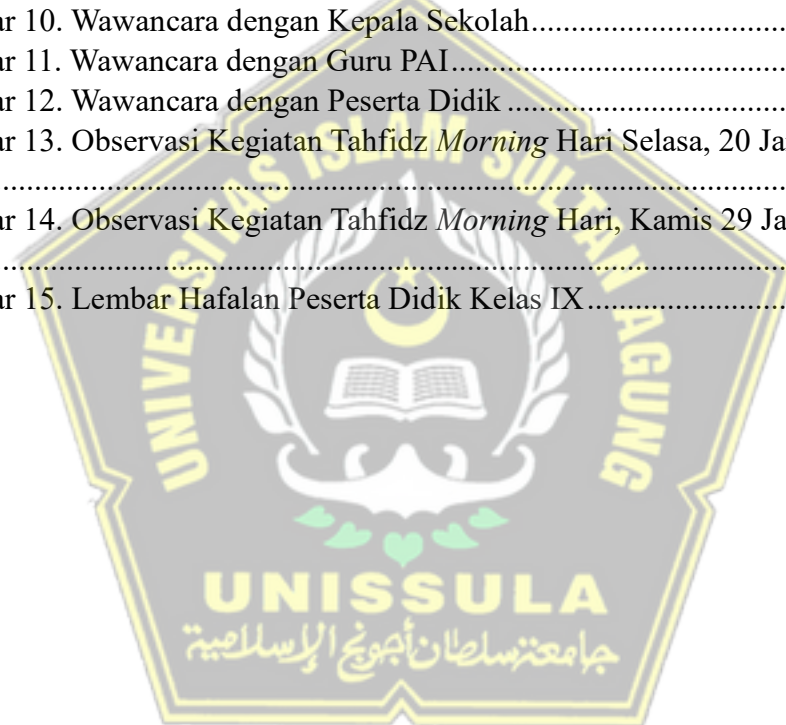 ar 10. Wawancara dengan Kepala Sekolah
ar 11. Wawancara dengan Guru PAI
ar 12. Wawancara dengan Peserta Didik
ar 13. Observasi Kegiatan Tahfidz Morning Hari Selasa, 20 Ja
ar 14. Observasi Kegiatan Tahfidz Morning Hari, Kamis 29 Ja
ar 15. Lembar Hafalan Peserta Didik Kelas IX
UNIVERSITAS ISLAM SULTAN AGUNG
UNISSULA
جامعة سلطان أجونج الإسلامية